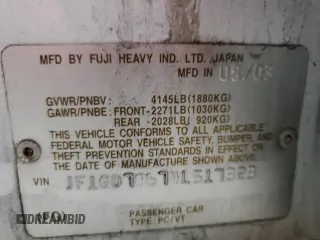 MFD BY FUJI HEAVY IND. LTD., JAPAN
MFD IN 03/03
GVWR/PNBV: 4145LB(1880KG)
GAWR/PNBE: FRONT-2271LB(1030KG)
REAR -2028LB( 920KG)
THIS VEHICLE CONFORMS TO ALL APPLICABLE
FEDERAL MOTOR VEHICLE SAFETY, BUMPER, AND
THEFT PREVENTION STANDARDS IN EFFECT ON THE
DATE OF MANUFACTURE SHOWN ABOVE.
VIN
PASSENGER CAR
TYPE: PC/VT
DREAMBID